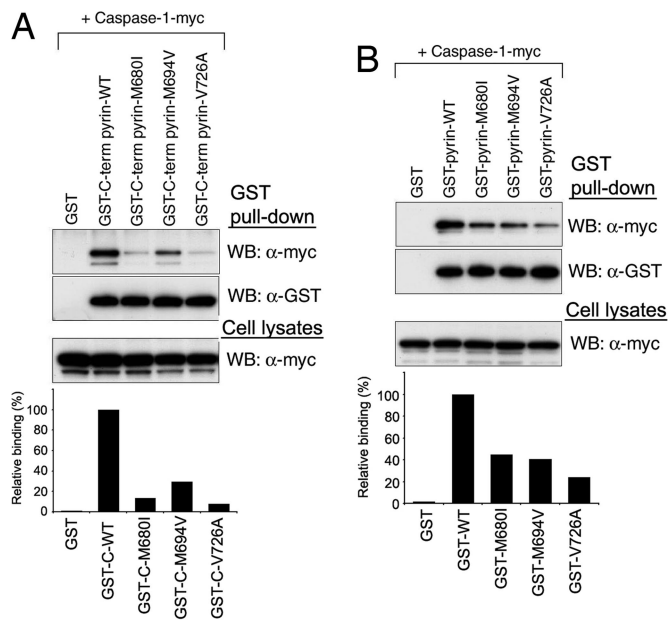 A
+ Caspase-1-myc
GST
GST-C-term pyrin-WT
GST-C-term pyrin-M680I
GST-C-term pyrin-M694V
GST-C-term pyrin-V726A
GST
pull-down
WB: α-myc
WB: α-GST
Cell lysates
WB: α-myc
Relative binding (%)
100
80
60
40
20
0
GST
GST-C-WT
GST-C-M680I
GST-C-M694V
GST-C-V726A
B
+ Caspase-1-myc
GST
GST-pyrin-WT
GST-pyrin-M680I
GST-pyrin-M694V
GST-pyrin-V726A
GST
pull-down
WB: α-myc
WB: α-GST
Cell lysates
WB: α-myc
Relative binding (%)
100
80
60
40
20
0
GST
GST-WT
GST-M680I
GST-M694V
GST-V726A